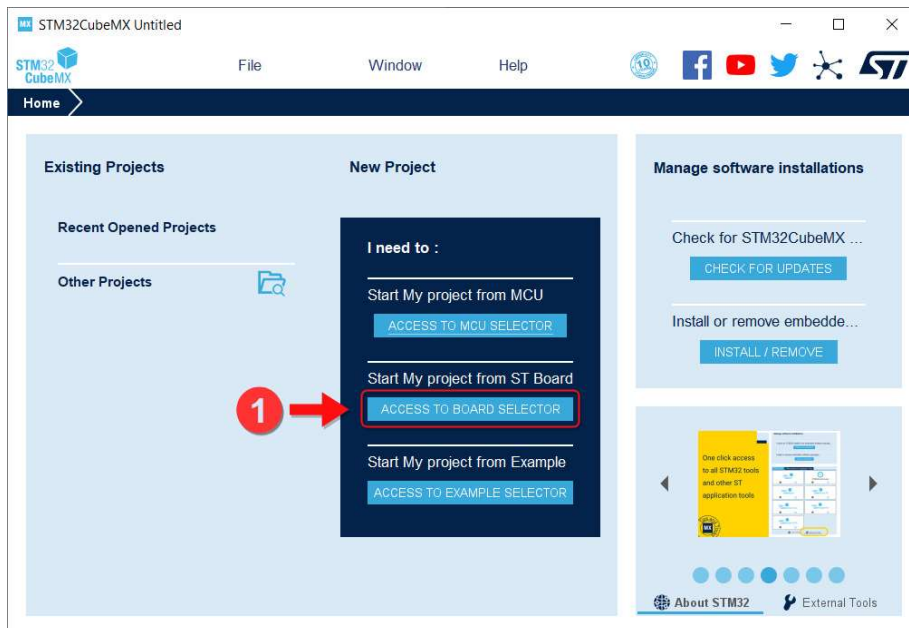 STM32CubeMX Untitled
STM32
CubeMX
File
Window
Help
10
Home
Existing Projects
Recent Opened Projects
Other Projects
New Project
I need to :
Start My project from MCU
ACCESS TO MCU SELECTOR
Start My project from ST Board
1
ACCESS TO BOARD SELECTOR
Start My project from Example
ACCESS TO EXAMPLE SELECTOR
Manage software installations
Check for STM32CubeMX ...
CHECK FOR UPDATES
Install or remove embedde...
INSTALL / REMOVE
One click access
to all STM32 tools
and other ST
application tools
MX
About STM32
External Tools